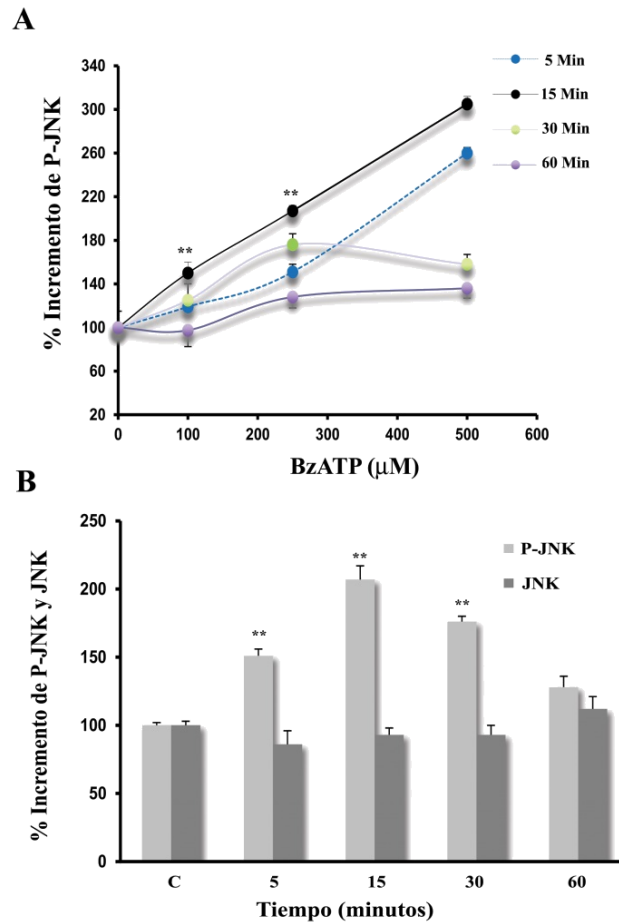 A
% Incremento de P-JNK
340
300
260
220
180
140
100
60
20
**
**
5 Min
15 Min
30 Min
60 Min
0
100
200
300
400
500
600
BzATP (μM)
B
% Incremento de P-JNK y JNK
250
200
150
100
50
0
**
**
**
P-JNK
JNK
C
5
15
30
60
Tiempo (minutos)